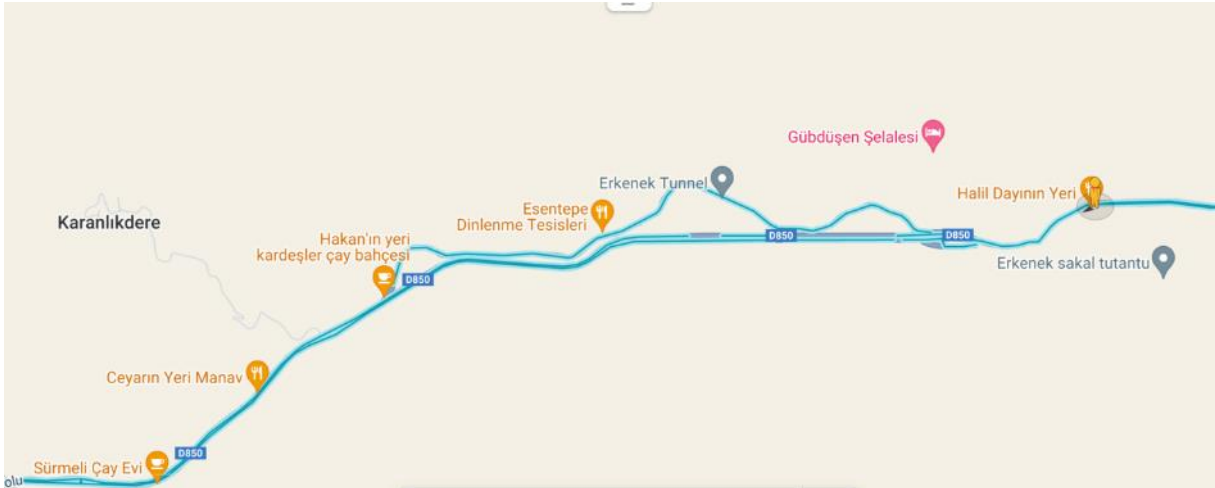 Gübdüşen Şelalesi
Erkenek Tunnel
Halil Dayının Yeri
Esentepe
Dinlenme Tesisleri
Karanlıkdere
Hakan'ın yeri
kardeşler çay bahçesi
D850
D850
Erkenek sakal tutantu
D850
Ceyarın Yeri Manav
D850
Sürmeli Çay Evi
olu